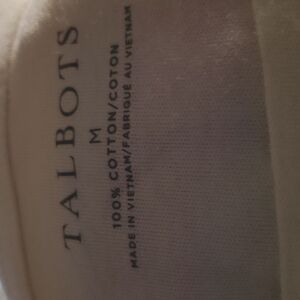 TALBOTS
M
100% COTTON/COTON
MADE IN VIETNAM/FABRIQUÉ AU VIETNAM